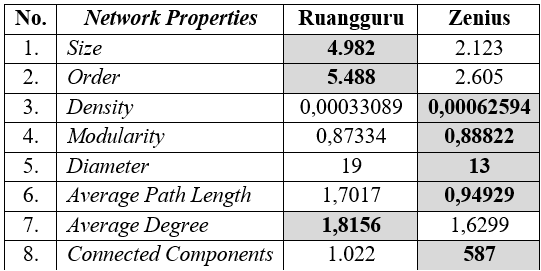 No. Network Properties Ruangguru Zenius
1. Size 4.982 2.123
2. Order 5.488 2.605
3. Density 0,00033089 0,00062594
4. Modularity 0,87334 0,88822
5. Diameter 19 13
6. Average Path Length 1,7017 0,94929
7. Average Degree 1,8156 1,6299
8. Connected Components 1.022 587